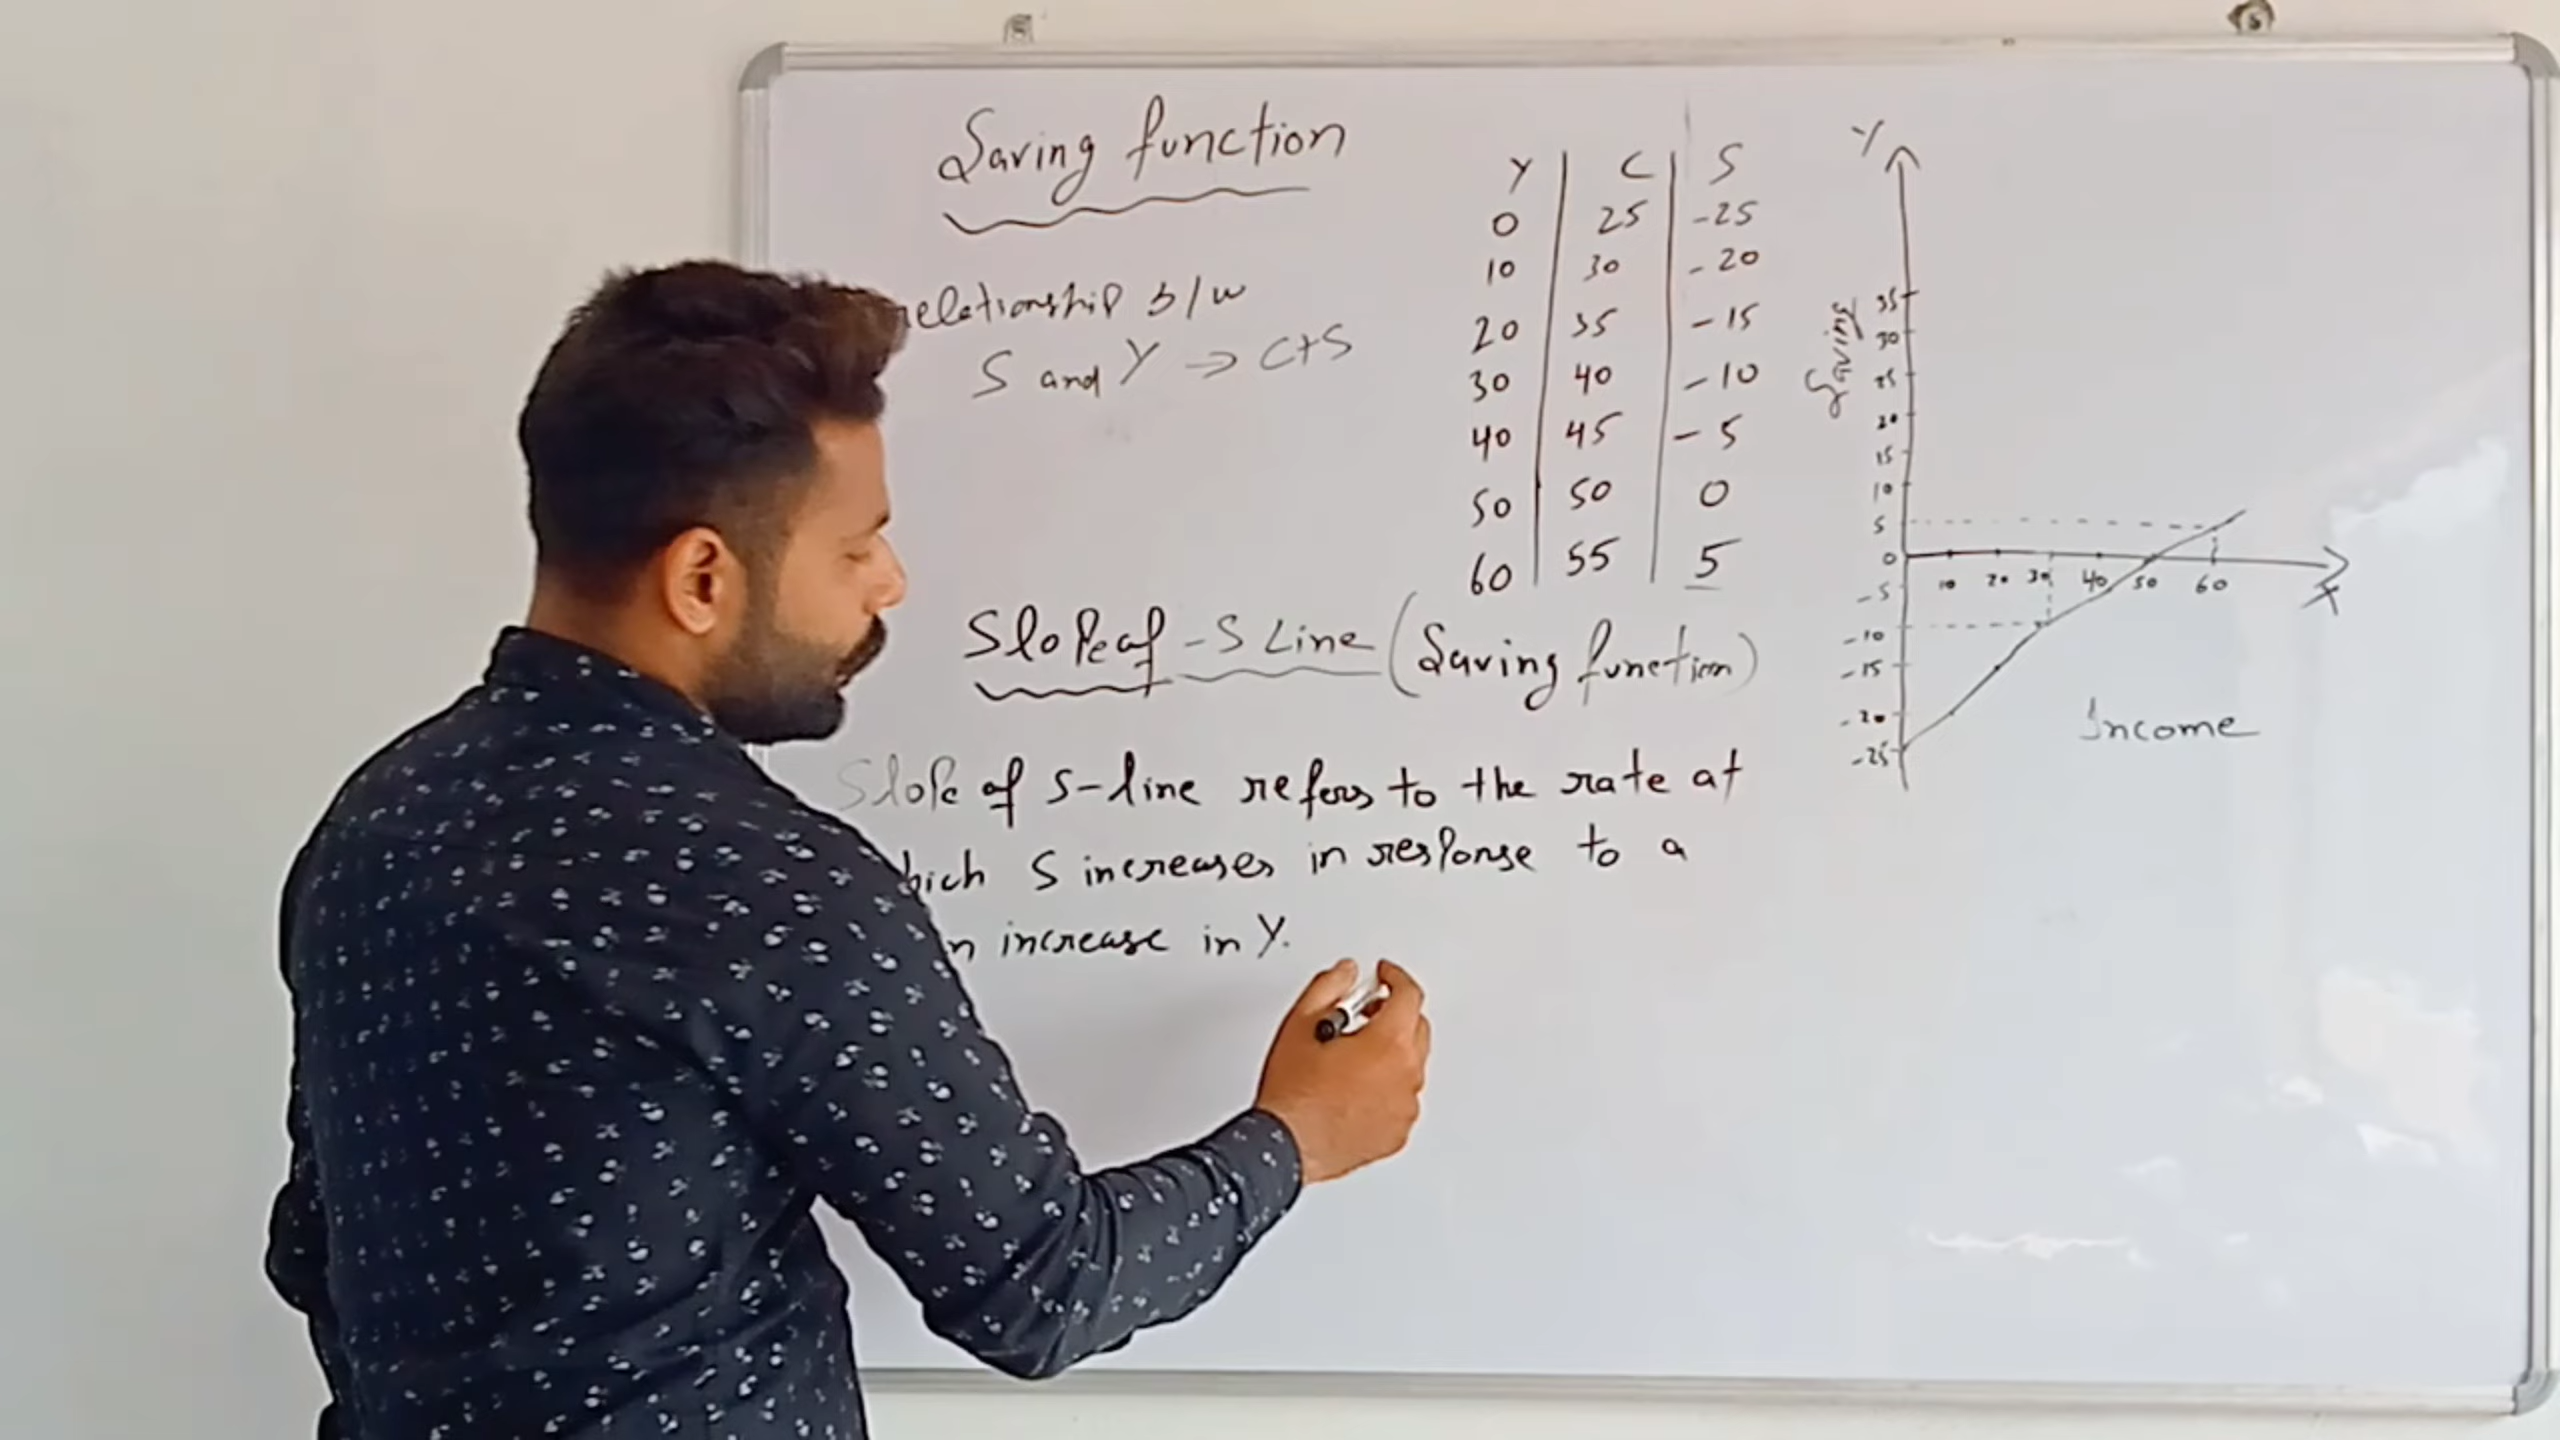 Saving function
relationship b/w
S and Y → C+S
Y | C | S
0 | 25 | -25
10 | 30 | -20
20 | 35 | -15
30 | 40 | -10
40 | 45 | -5
50 | 50 | 0
60 | 55 | 5
Y
Saving
35
30
25
20
15
10
5
0
-5
-10
-15
-20
-25
10 20 30 40 50 60
X
Income
Slope of -S Line (Saving function)
Slope of S-line refers to the rate at
hich S increases in response to a
n increase in Y.